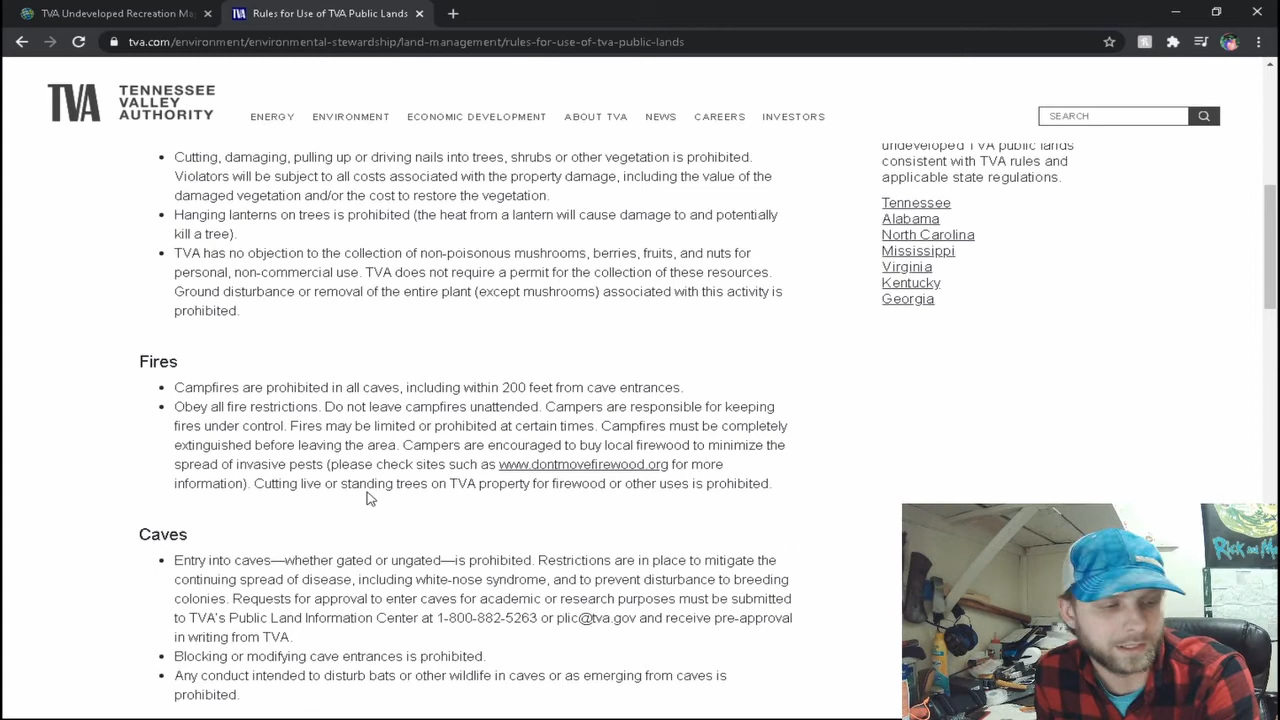 TVA Undeveloped Recreation Ma
Rules for Use of TVA Public Lands
tva.com/environment/environmental-stewardship/land-management/rules-for-use-of-tva-public-lands
TVA
TENNESSEE
VALLEY
AUTHORITY
ENERGY ENVIRONMENT ECONOMIC DEVELOPMENT ABOUT TVA NEWS CAREERS INVESTORS
SEARCH
• Cutting, damaging, pulling up or driving nails into trees, shrubs or other vegetation is prohibited.
Violators will be subject to all costs associated with the property damage, including the value of the
damaged vegetation and/or the cost to restore the vegetation.
• Hanging lanterns on trees is prohibited (the heat from a lantern will cause damage to and potentially
kill a tree).
• TVA has no objection to the collection of non-poisonous mushrooms, berries, fruits, and nuts for
personal, non-commercial use. TVA does not require a permit for the collection of these resources.
Ground disturbance or removal of the entire plant (except mushrooms) associated with this activity is
prohibited.
Fires
• Campfires are prohibited in all caves, including within 200 feet from cave entrances.
• Obey all fire restrictions. Do not leave campfires unattended. Campers are responsible for keeping
fires under control. Fires may be limited or prohibited at certain times. Campfires must be completely
extinguished before leaving the area. Campers are encouraged to buy local firewood to minimize the
spread of invasive pests (please check sites such as www.dontmovefirewood.org for more
information). Cutting live or standing trees on TVA property for firewood or other uses is prohibited.
Caves
• Entry into caves—whether gated or ungated—is prohibited. Restrictions are in place to mitigate the
continuing spread of disease, including white-nose syndrome, and to prevent disturbance to breeding
colonies. Requests for approval to enter caves for academic or research purposes must be submitted
to TVA's Public Land Information Center at 1-800-882-5263 or plic@tva.gov and receive pre-approval
in writing from TVA.
• Blocking or modifying cave entrances is prohibited.
• Any conduct intended to disturb bats or other wildlife in caves or as emerging from caves is
prohibited.
undeveloped TVA public lands
consistent with TVA rules and
applicable state regulations.
Tennessee
Alabama
North Carolina
Mississippi
Virginia
Kentucky
Georgia
Rick and M